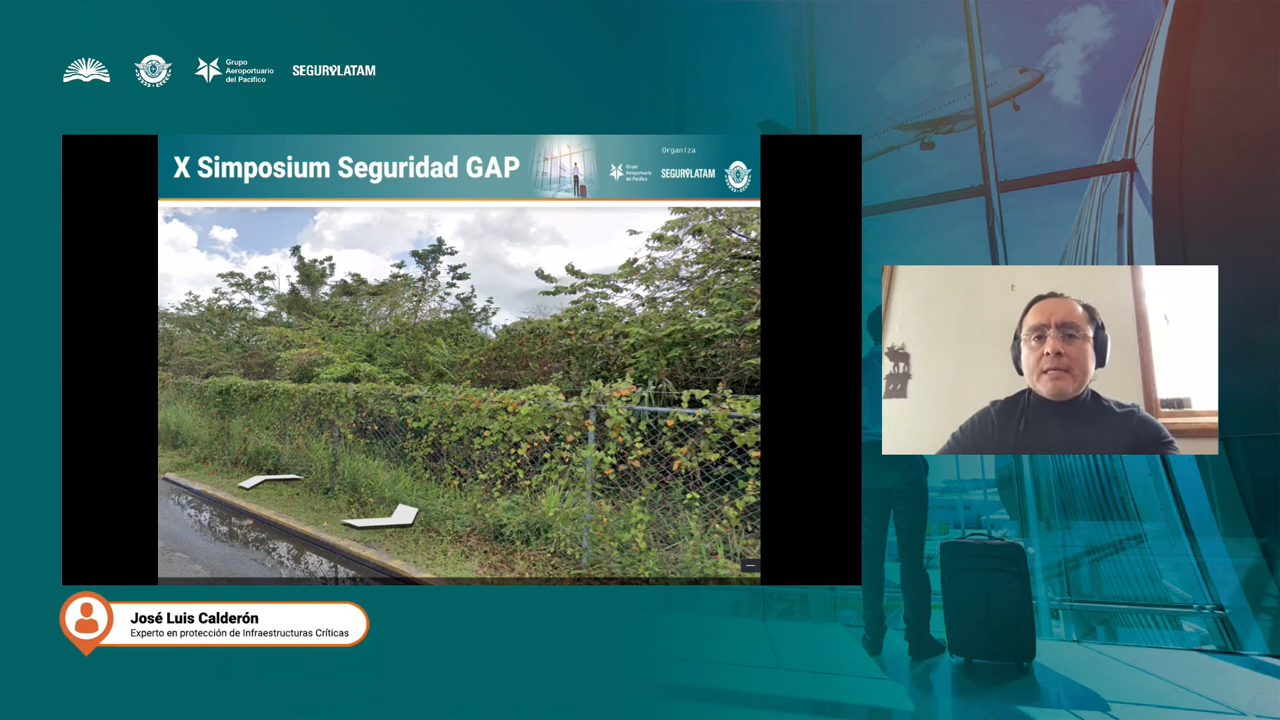 Grupo
Aeroportuario
del Pacífico
SEGURILATAM
X Simposium Seguridad GAP
Organiza
Grupo
Aeroportuario
del Pacífico
SEGURILATAM
José Luis Calderón
Experto en protección de Infraestructuras Críticas